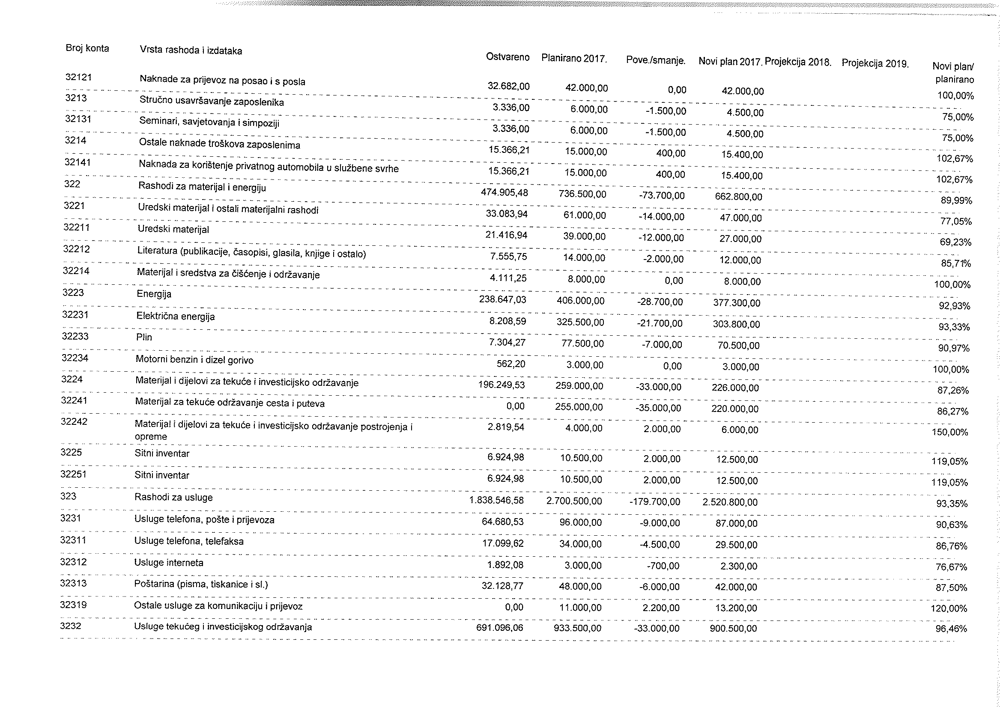 Broj konta Vrsta rashoda i izdataka Ostvareno Planirano 2017. Pove./smanje. Novi plan 2017. Projekcija 2018. Projekcija 2019. Novi plan/
planirano
32121 Naknade za prijevoz na posao i s posla 32.682,00 42.000,00 0,00 42.000,00 100,00%
3213 Stručno usavršavanje zaposlenika 3.336,00 6.000,00 -1.500,00 4.500,00 75,00%
32131 Seminari, savjetovanja i simpoziji 3.336,00 6.000,00 -1.500,00 4.500,00 75,00%
3214 Ostale naknade troškova zaposlenima 15.366,21 15.000,00 400,00 15.400,00 102,67%
32141 Naknada za korištenje privatnog automobila u službene svrhe 15.366,21 15.000,00 400,00 15.400,00 102,67%
322 Rashodi za materijal i energiju 474.905,48 736.500,00 -73.700,00 662.800,00 89,99%
3221 Uredski materijal i ostali materijalni rashodi 33.083,94 61.000,00 -14.000,00 47.000,00 77,05%
32211 Uredski materijal 21.416,94 39.000,00 -12.000,00 27.000,00 69,23%
32212 Literatura (publikacije, časopisi, glasila, knjige i ostalo) 7.555,75 14.000,00 -2.000,00 12.000,00 85,71%
32214 Materijal i sredstva za čišćenje i održavanje 4.111,25 8.000,00 0,00 8.000,00 100,00%
3223 Energija 238.647,03 406.000,00 -28.700,00 377.300,00 92,93%
32231 Električna energija 8.208,59 325.500,00 -21.700,00 303.800,00 93,33%
32233 Plin 7.304,27 77.500,00 -7.000,00 70.500,00 90,97%
32234 Motorni benzin i dizel gorivo 562,20 3.000,00 0,00 3.000,00 100,00%
3224 Materijal i dijelovi za tekuće i investicijsko održavanje 196.249,53 259.000,00 -33.000,00 226.000,00 87,26%
32241 Materijal za tekuće održavanje cesta i puteva 0,00 255.000,00 -35.000,00 220.000,00 86,27%
32242 Materijal i dijelovi za tekuće i investicijsko održavanje postrojenja i 2.819,54 4.000,00 2.000,00 6.000,00 150,00%
opreme
3225 Sitni inventar 6.924,98 10.500,00 2.000,00 12.500,00 119,05%
32251 Sitni inventar 6.924,98 10.500,00 2.000,00 12.500,00 119,05%
323 Rashodi za usluge 1.838.546,58 2.700.500,00 -179.700,00 2.520.800,00 93,35%
3231 Usluge telefona, pošte i prijevoza 64.680,53 96.000,00 -9.000,00 87.000,00 90,63%
32311 Usluge telefona, telefaksa 17.099,62 34.000,00 -4.500,00 29.500,00 86,76%
32312 Usluge interneta 1.892,08 3.000,00 -700,00 2.300,00 76,67%
32313 Poštarina (pisma, tiskanice i sl.) 32.128,77 48.000,00 -6.000,00 42.000,00 87,50%
32319 Ostale usluge za komunikaciju i prijevoz 0,00 11.000,00 2.200,00 13.200,00 120,00%
3232 Usluge tekućeg i investicijskog održavanja 691.096,06 933.500,00 -33.000,00 900.500,00 96,46%